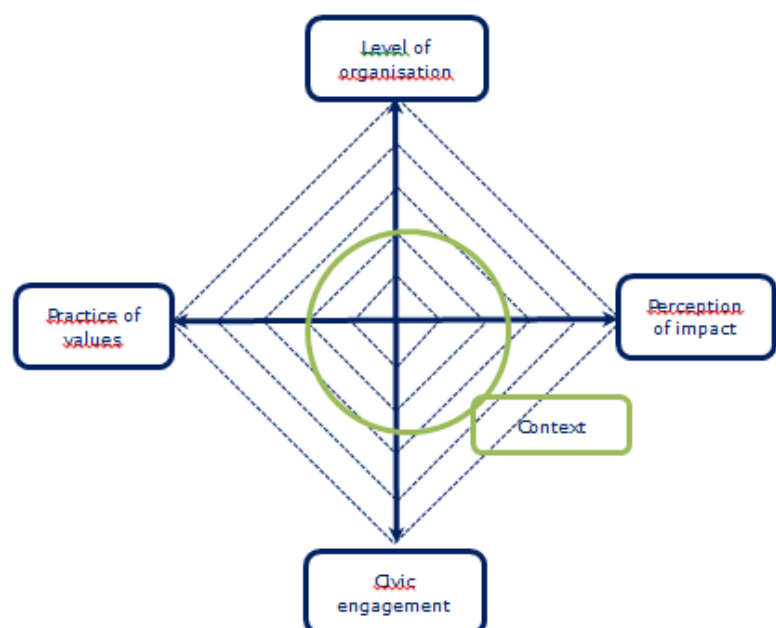 Level of
organisation
Practice of
values
Perception
of impact
Context
Civic
engagement